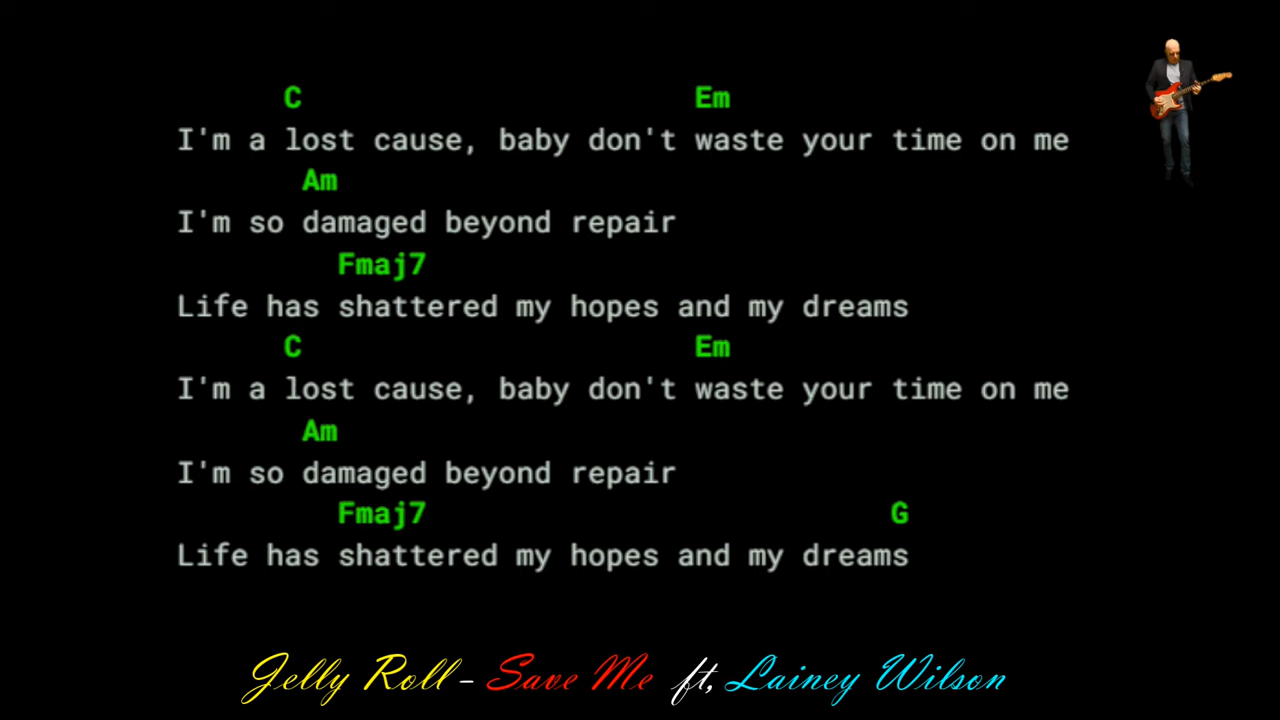 C Em
I'm a lost cause, baby don't waste your time on me
Am
I'm so damaged beyond repair
Fmaj7
Life has shattered my hopes and my dreams
C Em
I'm a lost cause, baby don't waste your time on me
Am
I'm so damaged beyond repair
Fmaj7 G
Life has shattered my hopes and my dreams
Jelly Roll - Save Me ft, Lainey Wilson